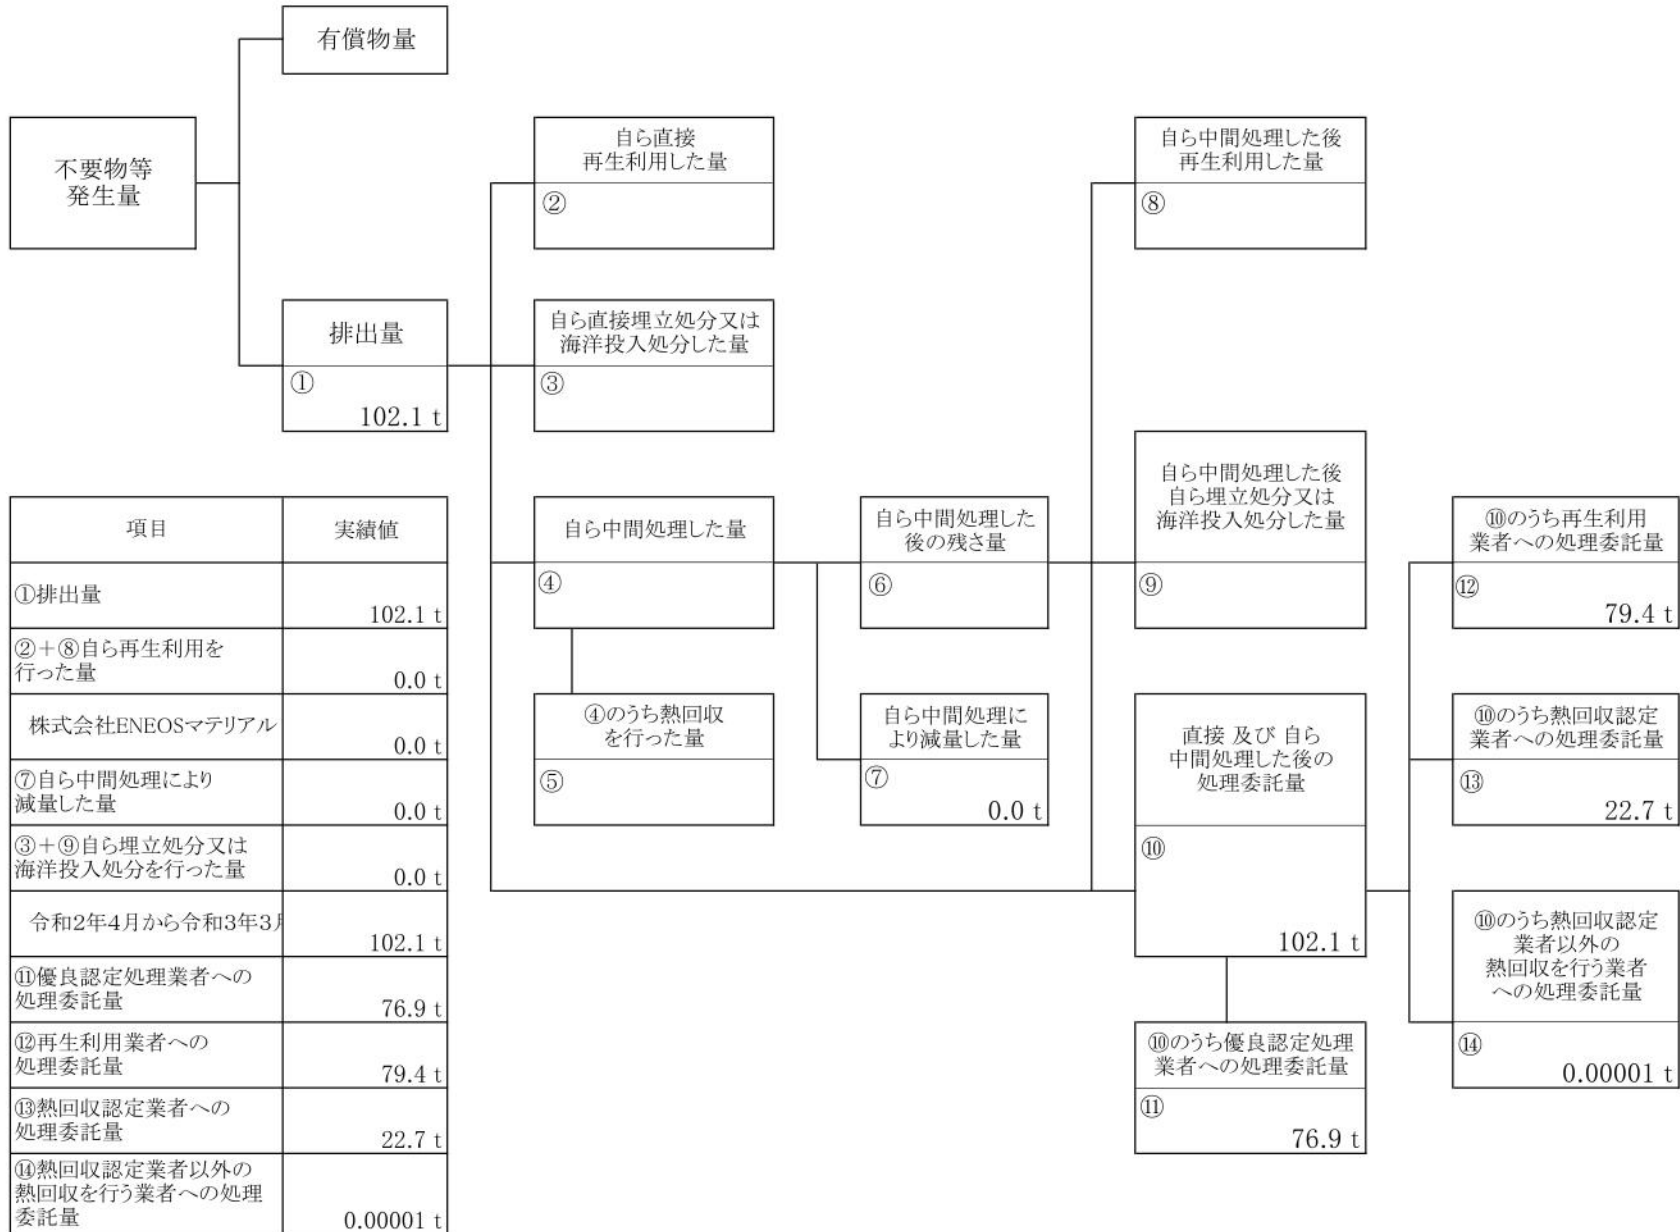 有償物量
不要物等
発生量
自ら直接
再生利用した量
②
自ら中間処理した後
再生利用した量
⑧
排出量
①
102.1 t
自ら直接埋立処分又は
海洋投入処分した量
③
自ら中間処理した量
④
自ら中間処理した
後の残さ量
⑥
自ら中間処理した後
自ら埋立処分又は
海洋投入処分した量
⑨
⑩のうち再生利用
業者への処理委託量
⑫
79.4 t
④のうち熱回収
を行った量
⑤
自ら中間処理に
より減量した量
⑦
0.0 t
直接 及び 自ら
中間処理した後の
処理委託量
⑩
102.1 t
⑩のうち熱回収認定
業者への処理委託量
⑬
22.7 t
⑩のうち優良認定処理
業者への処理委託量
⑪
76.9 t
⑩のうち熱回収認定
業者以外の
熱回収を行う業者
への処理委託量
⑭
0.00001 t
項目 実績値
①排出量
102.1 t
②+⑧自ら再生利用を
行った量
0.0 t
株式会社ENEOSマテリアル
0.0 t
⑦自ら中間処理により
減量した量
0.0 t
③+⑨自ら埋立処分又は
海洋投入処分を行った量
0.0 t
令和2年4月から令和3年3月
102.1 t
⑪優良認定処理業者への
処理委託量
76.9 t
⑫再生利用業者への
処理委託量
79.4 t
⑬熱回収認定業者への
処理委託量
22.7 t
⑭熱回収認定業者以外の
熱回収を行う業者への処理
委託量
0.00001 t